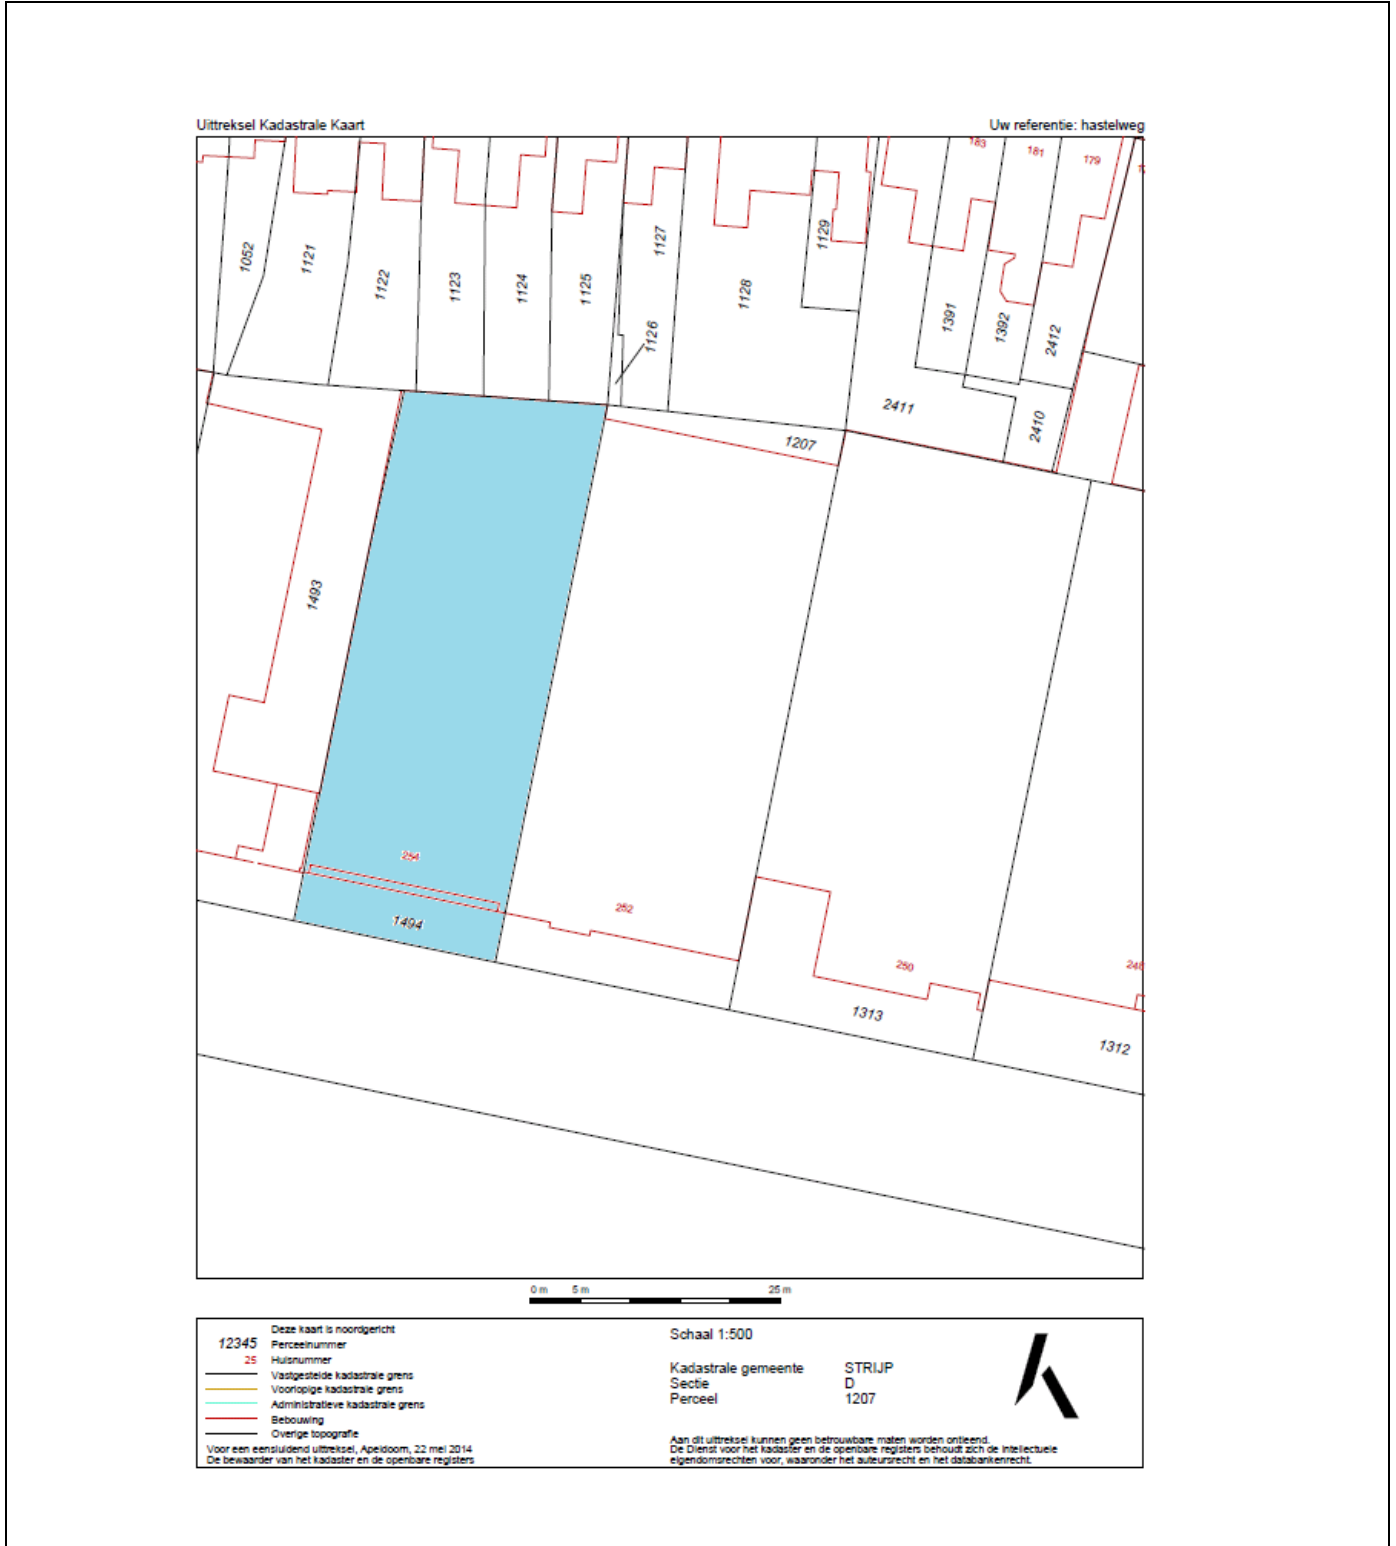 Uittreksel Kadastrale Kaart
Uw referentie: hastelweg
183
181
179
1052
1121
1122
1123
1124
1125
1126
1127
1128
1129
1391
1392
2412
2411
2410
1207
1493
254
1494
252
250
1313
1312
0 m 5 m 25 m
Deze kaart is noordgericht
12345 Perceelnummer
25 Huisnummer
Vastgestelde kadastrale grens
Voorlopige kadastrale grens
Administratieve kadastrale grens
Bebouwing
Overige topografie
Voor een eensluidend uittreksel, Apeldoorn, 22 mei 2014
De bewaarder van het kadaster en de openbare registers
Schaal 1:500
Kadastrale gemeente STRIJP
Sectie D
Perceel 1207
Aan dit uittreksel kunnen geen betrouwbare maten worden ontleend.
De Dienst voor het kadaster en de openbare registers behoudt zich de intellectuele
eigendomsrechten voor, waaronder het auteursrecht en het databankenrecht.